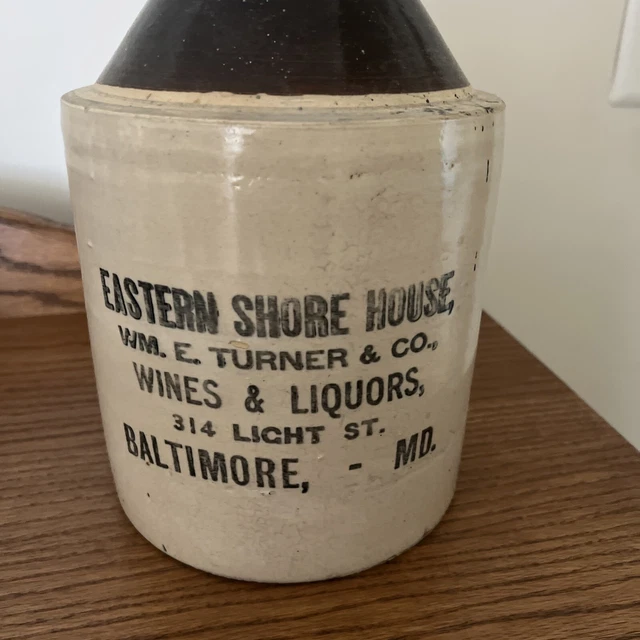 EASTERN SHORE HOUSE,
WM. E. TURNER & CO.,
WINES & LIQUORS,
314 LIGHT ST.
BALTIMORE, - MD.